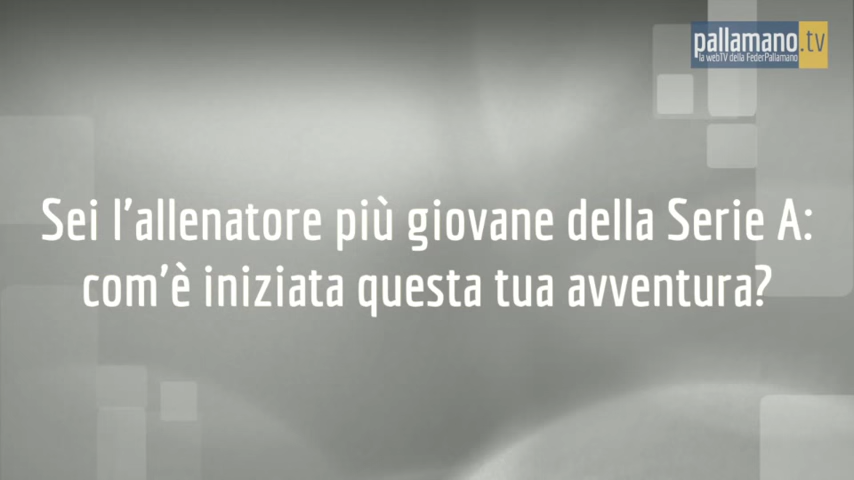 pallamano.tv
la webTV della FederPallamano
Sei l'allenatore più giovane della Serie A:
com'è iniziata questa tua avventura?